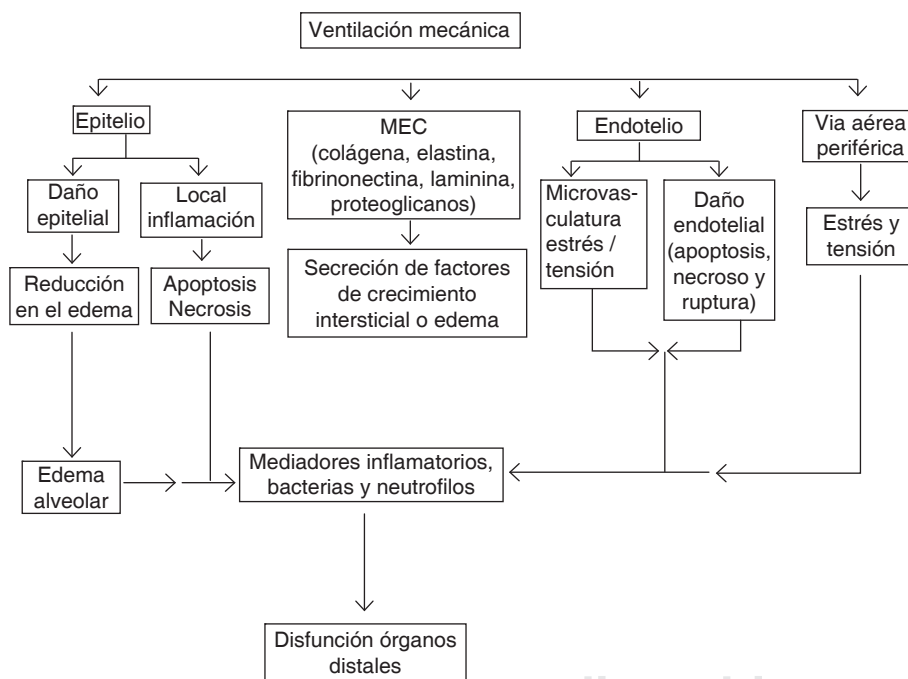 Ventilación mecánica
Epitelio
MEC
(colágena, elastina,
fibrinonectina, laminina,
proteoglicanos)
Endotelio
Via aérea
periférica
Daño
epitelial
Local
inflamación
Microvas-
culatura
estrés /
tensión
Daño
endotelial
(apoptosis,
necroso y
ruptura)
Estrés y
tensión
Reducción
en el edema
Apoptosis
Necrosis
Secreción de factores
de crecimiento
intersticial o edema
Edema
alveolar
Mediadores inflamatorios,
bacterias y neutrofilos
Disfunción órganos
distales